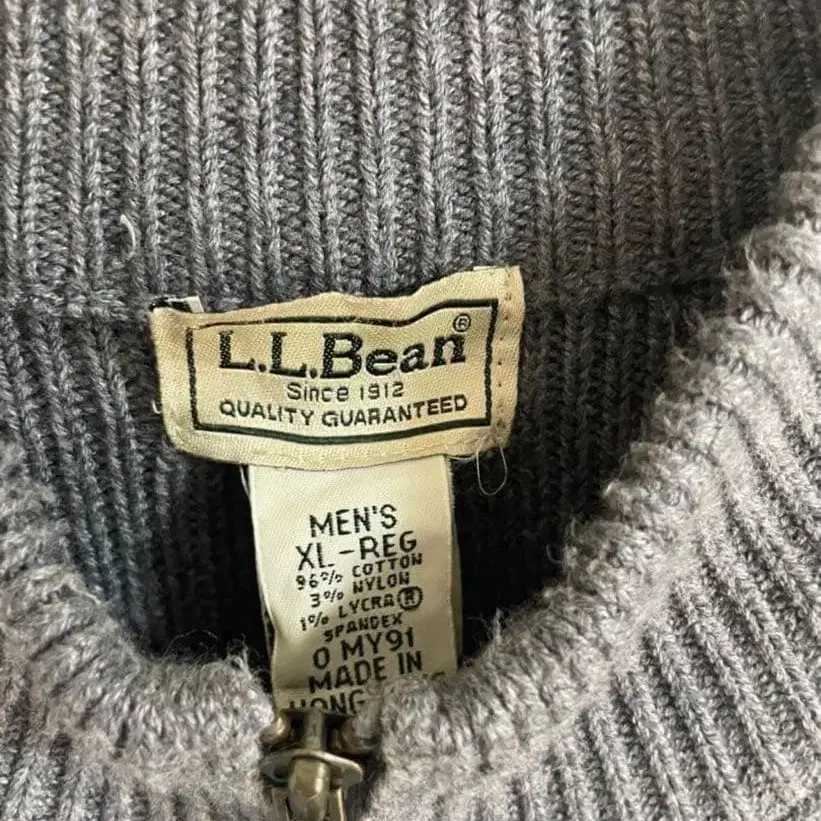 L.L.Bean®
Since 1912
QUALITY GUARANTEED
MEN'S
XL-REG
96% COTTON
3% NYLON
1% LYCRA®
SPANDEX
0 MY91
MADE IN